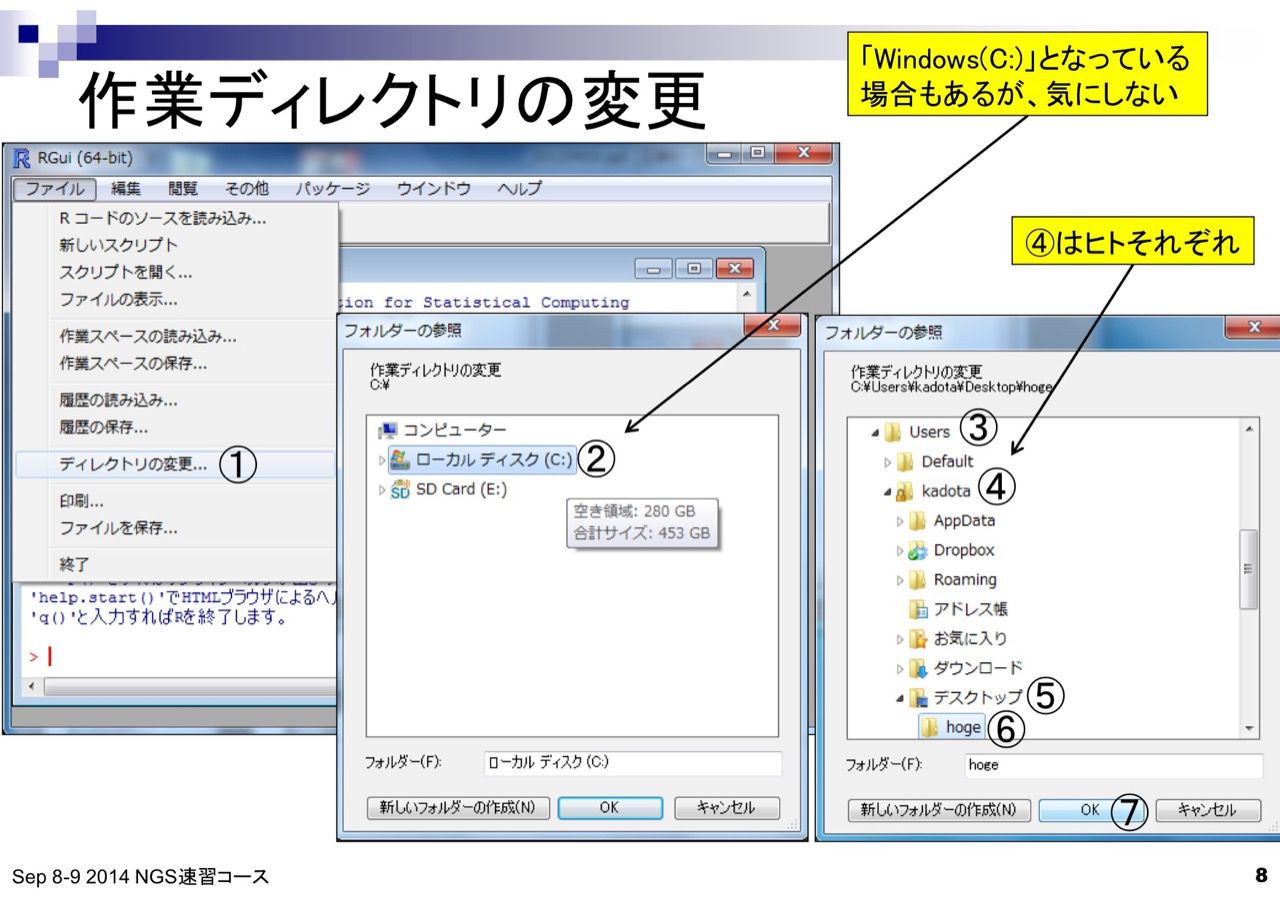 作業ディレクトリの変更
「Windows(C:)」となっている
場合もあるが、気にしない
④はヒトそれぞれ
RGui (64-bit)
ファイル 編集 閲覧 その他 パッケージ ウインドウ ヘルプ
R コードのソースを読み込み...
新しいスクリプト
スクリプトを開く...
ファイルの表示...
作業スペースの読み込み...
作業スペースの保存...
履歴の読み込み...
履歴の保存...
ディレクトリの変更... ①
印刷...
ファイルを保存...
終了
tion for Statistical Computing
'help.start()'でHTMLブラウザによるヘ
'q()'と入力すればRを終了します。
>
フォルダーの参照
作業ディレクトリの変更
C:¥
コンピューター
ローカル ディスク (C:) ②
SD Card (E:)
空き領域: 280 GB
合計サイズ: 453 GB
フォルダー(F): ローカル ディスク (C:)
新しいフォルダーの作成(N) OK キャンセル
フォルダーの参照
作業ディレクトリの変更
C:¥Users¥kadota¥Desktop¥hoge
Users ③
Default
kadota ④
AppData
Dropbox
Roaming
アドレス帳
お気に入り
ダウンロード
デスクトップ ⑤
hoge ⑥
フォルダー(F): hoge
新しいフォルダーの作成(N) OK ⑦ キャンセル
Sep 8-9 2014 NGS速習コース
8